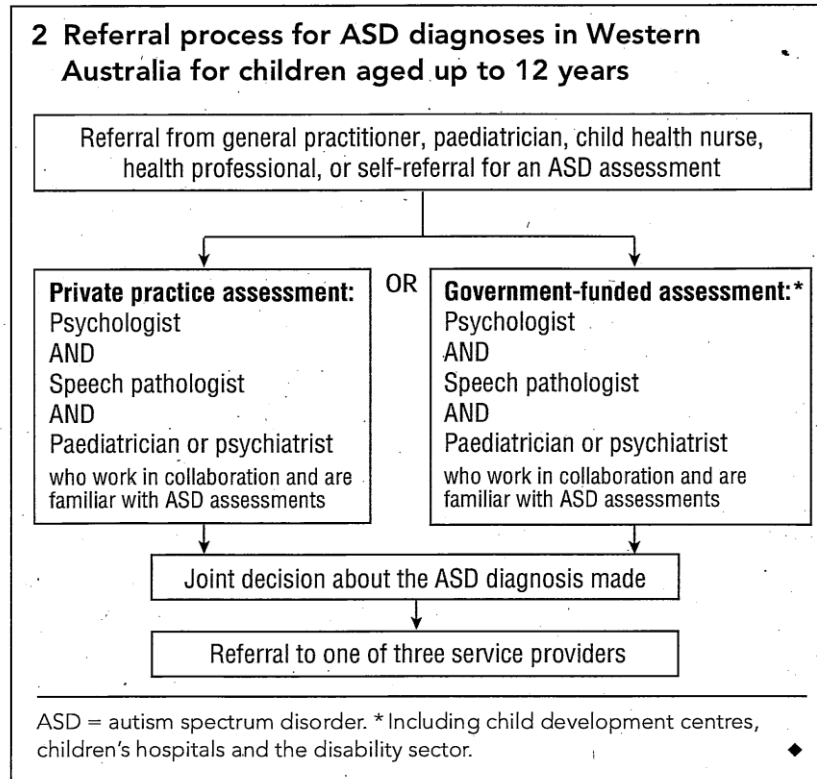 2 Referral process for ASD diagnoses in Western
Australia for children aged up to 12 years
Referral from general practitioner, paediatrician, child health nurse,
health professional, or self-referral for an ASD assessment
Private practice assessment:
Psychologist
AND
Speech pathologist
AND
Paediatrician or psychiatrist
who work in collaboration and are
familiar with ASD assessments
OR
Government-funded assessment:*
Psychologist
AND
Speech pathologist
AND
Paediatrician or psychiatrist
who work in collaboration and are
familiar with ASD assessments
Joint decision about the ASD diagnosis made
Referral to one of three service providers
ASD = autism spectrum disorder. * Including child development centres,
children's hospitals and the disability sector. ◆